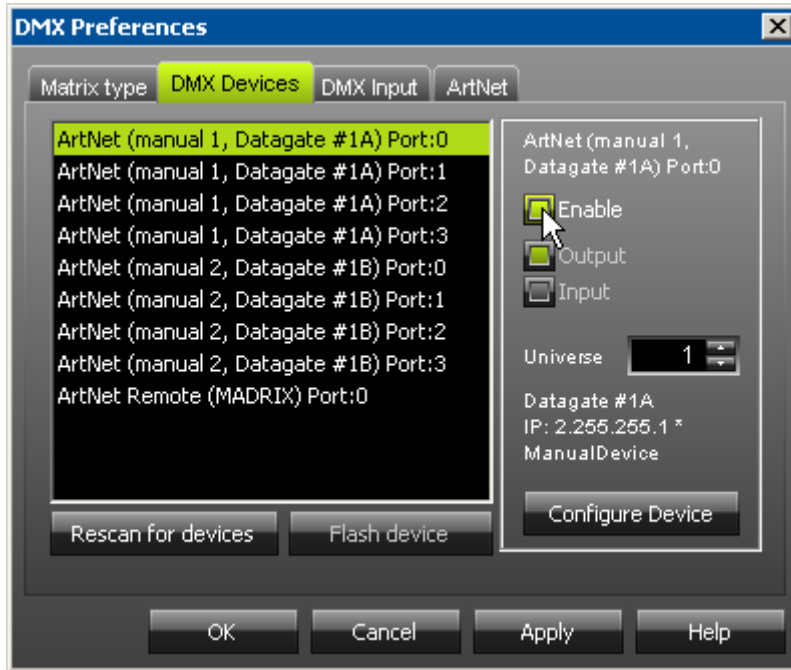 DMX Preferences
Matrix type
DMX Devices
DMX Input
ArtNet
ArtNet (manual 1, Datagate #1A) Port:0
ArtNet (manual 1, Datagate #1A) Port:1
ArtNet (manual 1, Datagate #1A) Port:2
ArtNet (manual 1, Datagate #1A) Port:3
ArtNet (manual 2, Datagate #1B) Port:0
ArtNet (manual 2, Datagate #1B) Port:1
ArtNet (manual 2, Datagate #1B) Port:2
ArtNet (manual 2, Datagate #1B) Port:3
ArtNet Remote (MADRIX) Port:0
Rescan for devices
Flash device
ArtNet (manual 1,
Datagate #1A) Port:0
Enable
Output
Input
Universe 1
Datagate #1A
IP: 2.255.255.1 *
ManualDevice
Configure Device
OK
Cancel
Apply
Help